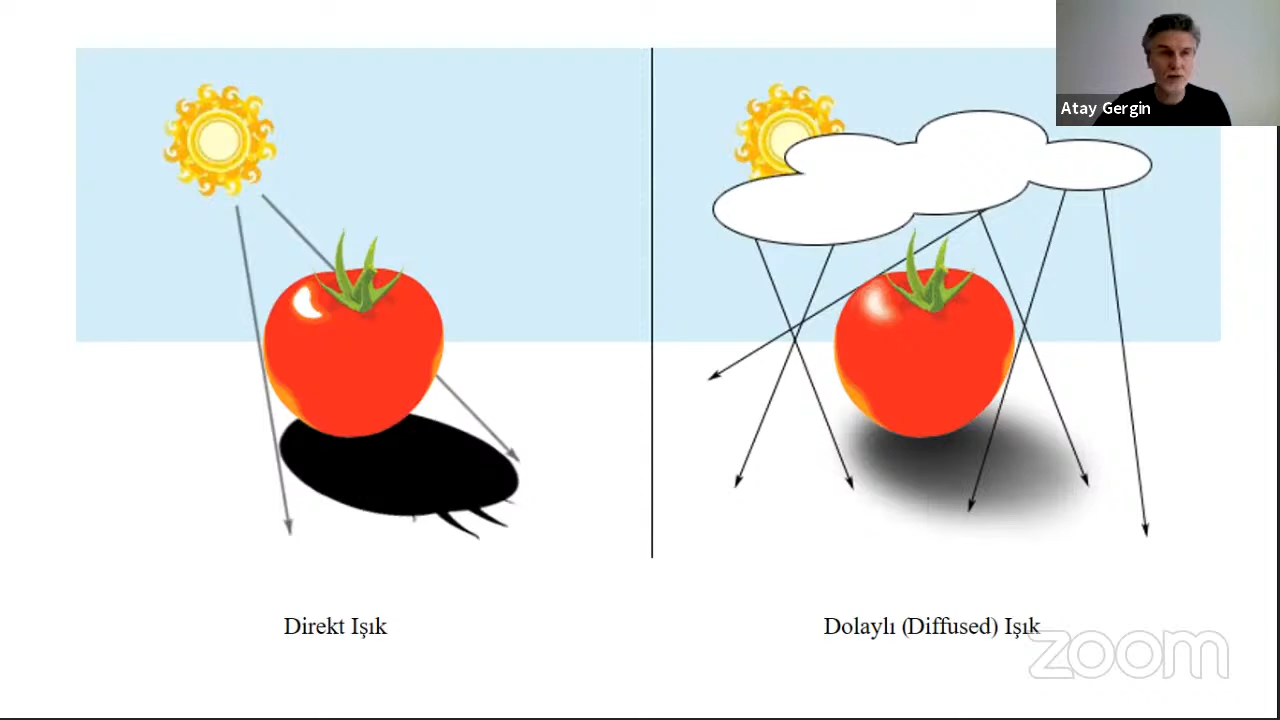 Atay Gergin
Direkt Işık
Dolaylı (Diffused) Işık
zoom